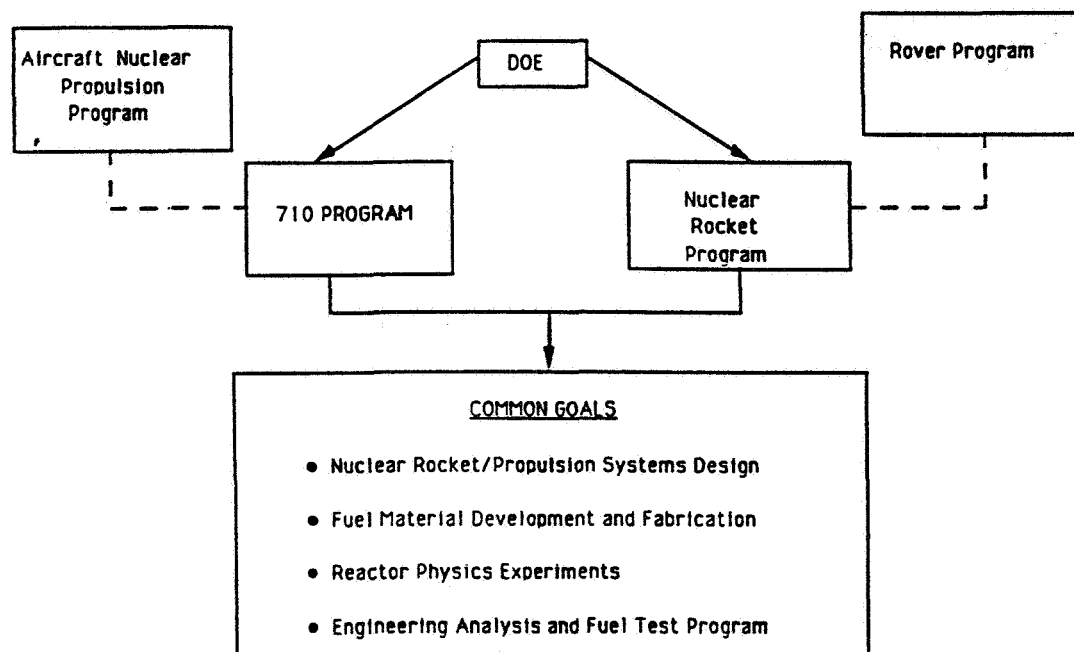 Aircraft Nuclear
Propulsion
Program
DOE
Rover Program
710 PROGRAM
Nuclear
Rocket
Program
COMMON GOALS
• Nuclear Rocket/Propulsion Systems Design
• Fuel Material Development and Fabrication
• Reactor Physics Experiments
• Engineering Analysis and Fuel Test Program